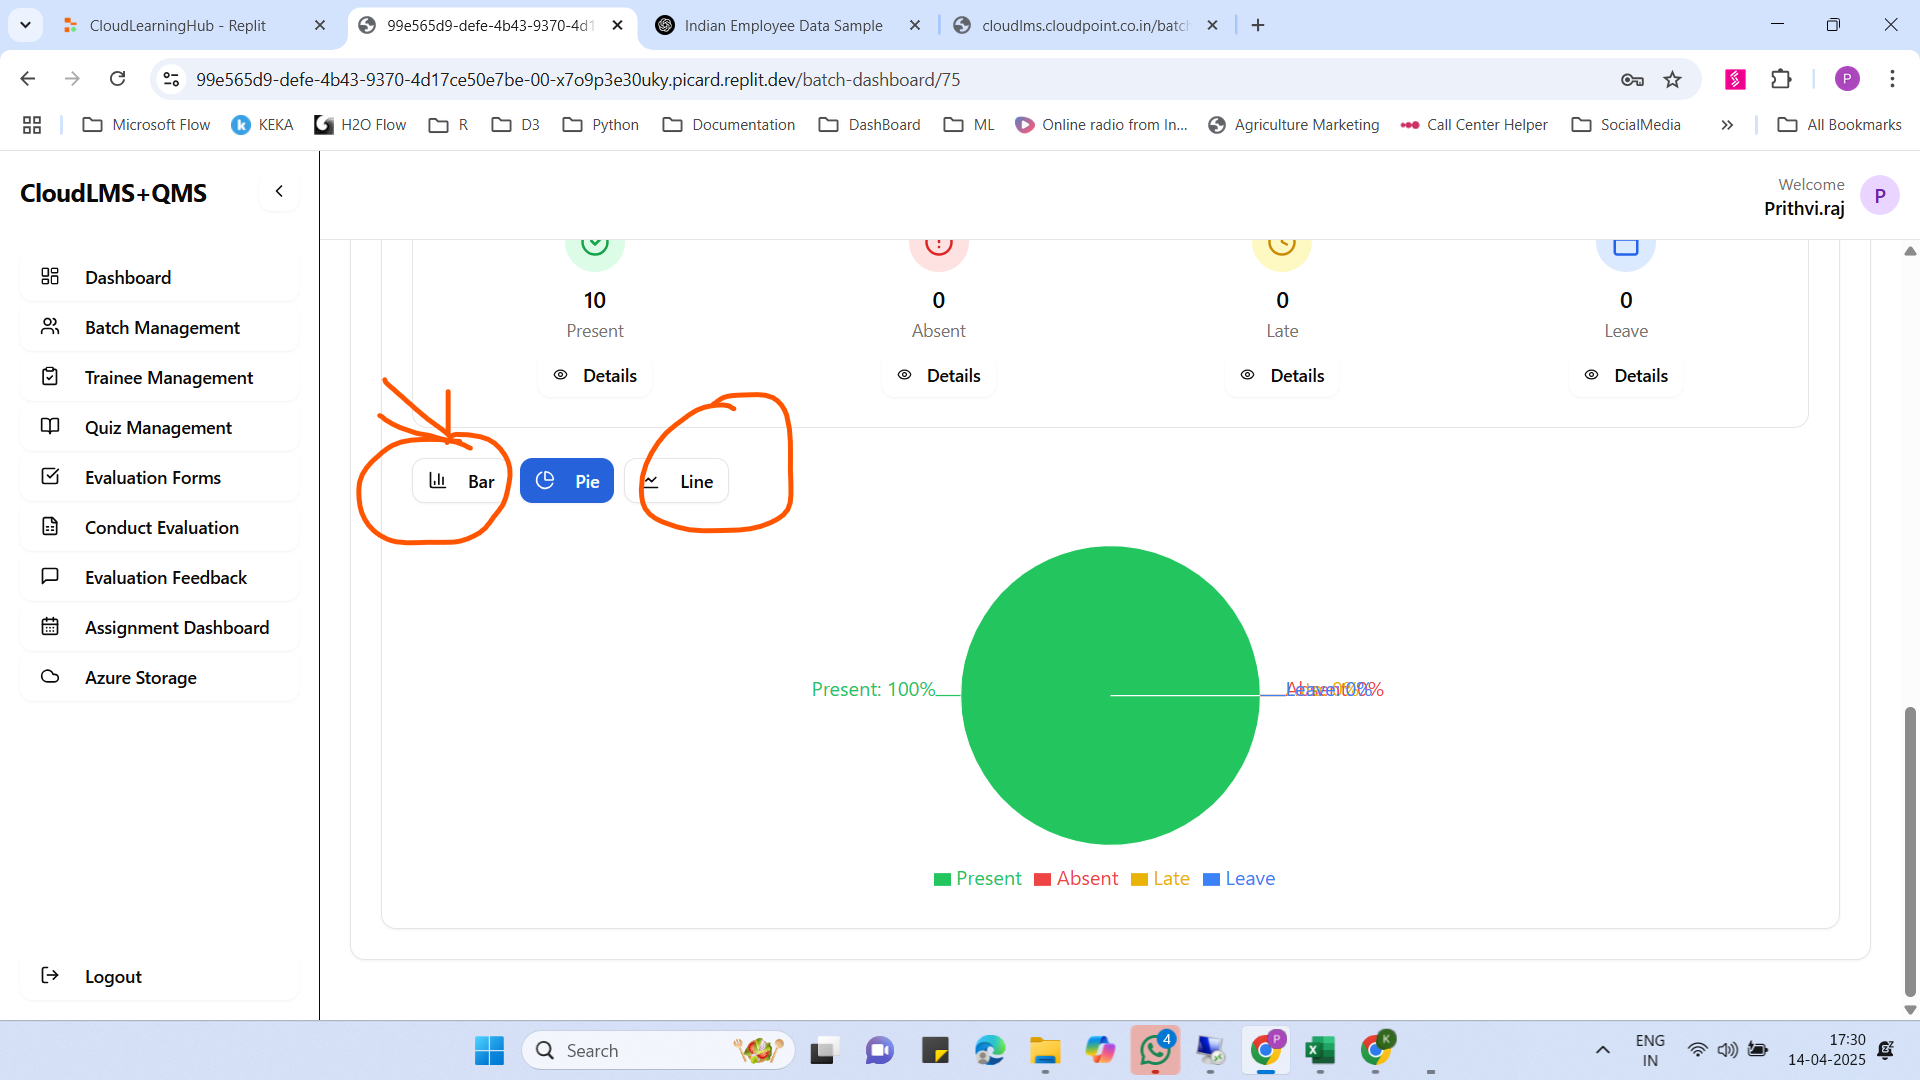 CloudLearningHub - Replit
99e565d9-defe-4b43-9370-4d1
Indian Employee Data Sample
cloudlms.cloudpoint.co.in/batch
99e565d9-defe-4b43-9370-4d17ce50e7be-00-x7o9p3e30uky.picard.replit.dev/batch-dashboard/75
P
Microsoft Flow
KEKA
H2O Flow
R
D3
Python
Documentation
DashBoard
ML
Online radio from In...
Agriculture Marketing
Call Center Helper
SocialMedia
All Bookmarks
CloudLMS+QMS
Welcome
Prithvi.raj
P
Dashboard
Batch Management
Trainee Management
Quiz Management
Evaluation Forms
Conduct Evaluation
Evaluation Feedback
Assignment Dashboard
Azure Storage
Logout
10
Present
Details
0
Absent
Details
0
Late
Details
0
Leave
Details
Bar
Pie
Line
Present: 100%
Present
Absent
Late
Leave
Search
4
P
K
ENG
IN
17:30
14-04-2025